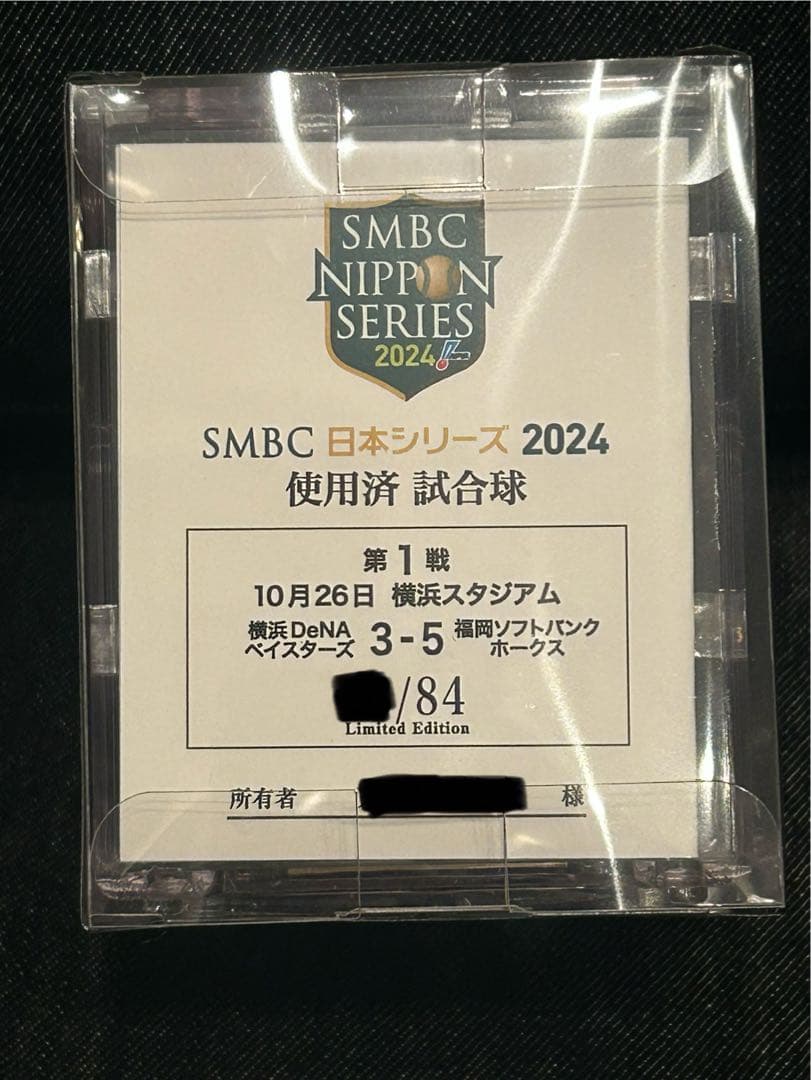 SMBC
NIPPON
SERIES
2024
SMBC 日本シリーズ 2024
使用済 試合球
第1戦
10月26日 横浜スタジアム
横浜DeNA
ベイスターズ 3-5 福岡ソフトバンク
ホークス
/84
Limited Edition
所有者 様